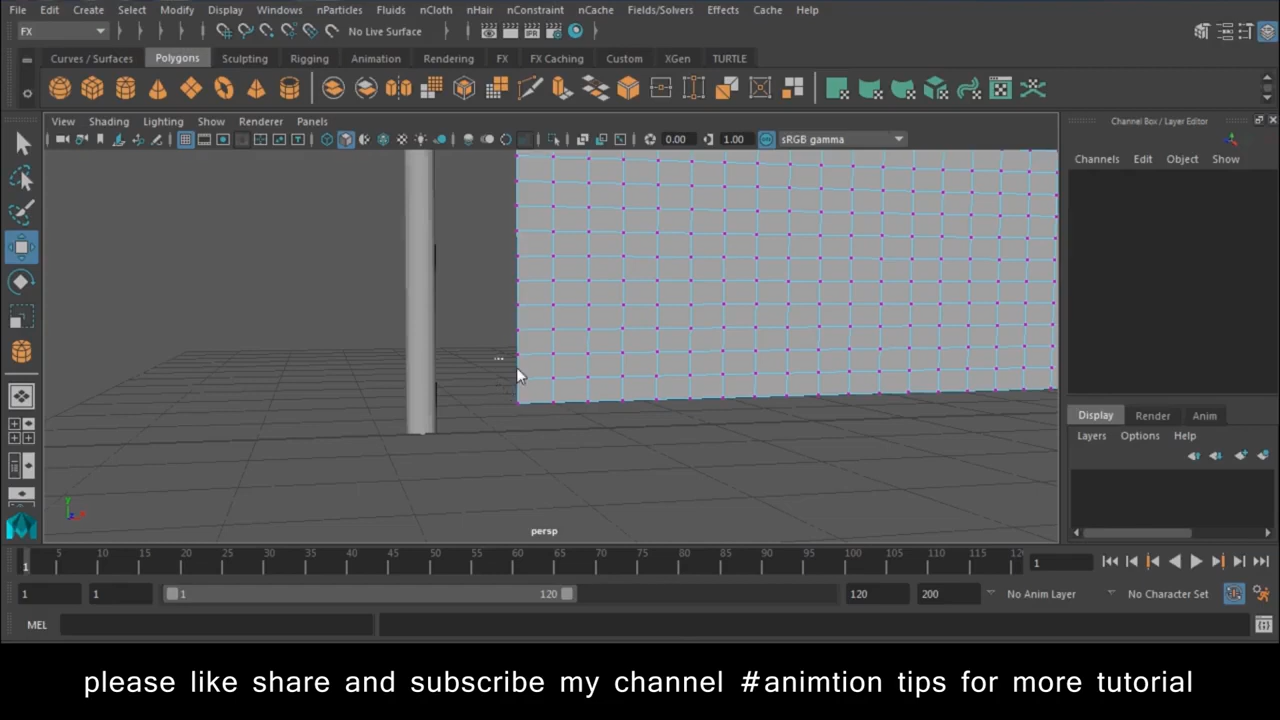 File Edit Create Select Modify Display Windows nParticles Fluids nCloth nHair nConstraint nCache Fields/Solvers Effects Cache Help
FX No Live Surface
Curves / Surfaces Polygons Sculpting Rigging Animation Rendering FX FX Caching Custom XGen TURTLE
View Shading Lighting Show Renderer Panels Channel Box / Layer Editor
0.00 1.00 sRGB gamma
Channels Edit Object Show
Display Render Anim
Layers Options Help
persp
5 10 15 20 25 30 35 40 45 50 55 60 65 70 75 80 85 90 95 100 105 110 115 12
1 1
1 1 1 120 120 200 No Anim Layer No Character Set
MEL
please like share and subscribe my channel #animtion tips for more tutorial